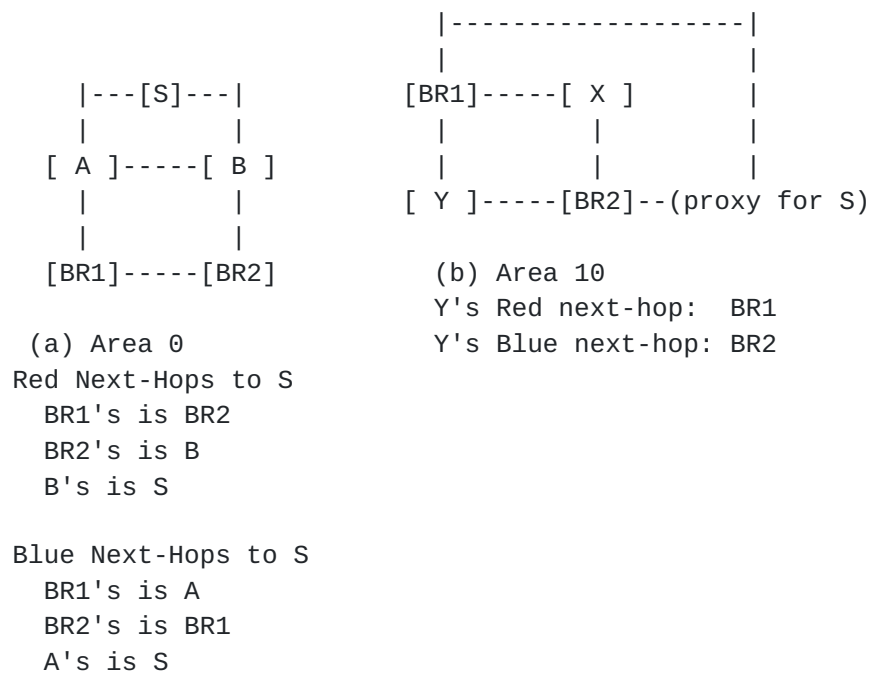 |-------------------|
|                   |
|---[S]---|          [BR1]-----[ X ]       |
|         |            |         |         |
[ A ]-----[ B ]          |         |         |
|         |          [ Y ]-----[BR2]--(proxy for S)
|         |
[BR1]-----[BR2]          (b) Area 10
Y's Red next-hop:  BR1
(a) Area 0               Y's Blue next-hop: BR2
Red Next-Hops to S
BR1's is BR2
BR2's is B
B's is S
Blue Next-Hops to S
BR1's is A
BR2's is BR1
A's is S